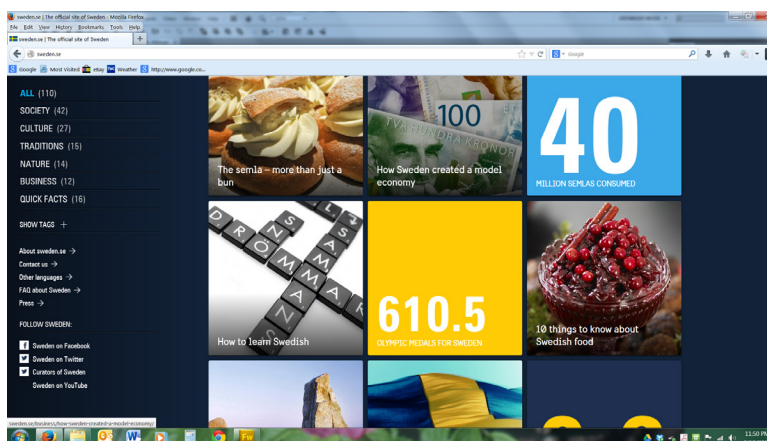 sweden.se | The official site of Sweden - Mozilla Firefox
File Edit View History Bookmarks Tools Help
sweden.se | The official site of Sweden
sweden.se
Google
Google Most Visited eBay Weather http://www.google.co...
ALL (110)
SOCIETY (42)
CULTURE (27)
TRADITIONS (15)
NATURE (14)
BUSINESS (12)
QUICK FACTS (16)
SHOW TAGS +
About sweden.se →
Contact us →
Other languages →
FAQ about Sweden →
Press →
FOLLOW SWEDEN:
Sweden on Facebook
Sweden on Twitter
Curators of Sweden
Sweden on YouTube
The semla – more than just a
bun
100
TVÅ HUNDRA KRONOR
How Sweden created a model
economy
40
MILLION SEMLAS CONSUMED
DRÖMMAR
SAMMANS
How to learn Swedish
610.5
OLYMPIC MEDALS FOR SWEDEN
10 things to know about
Swedish food
sweden.se/business/how-sweden-created-a-model-economy/
11:50 PM